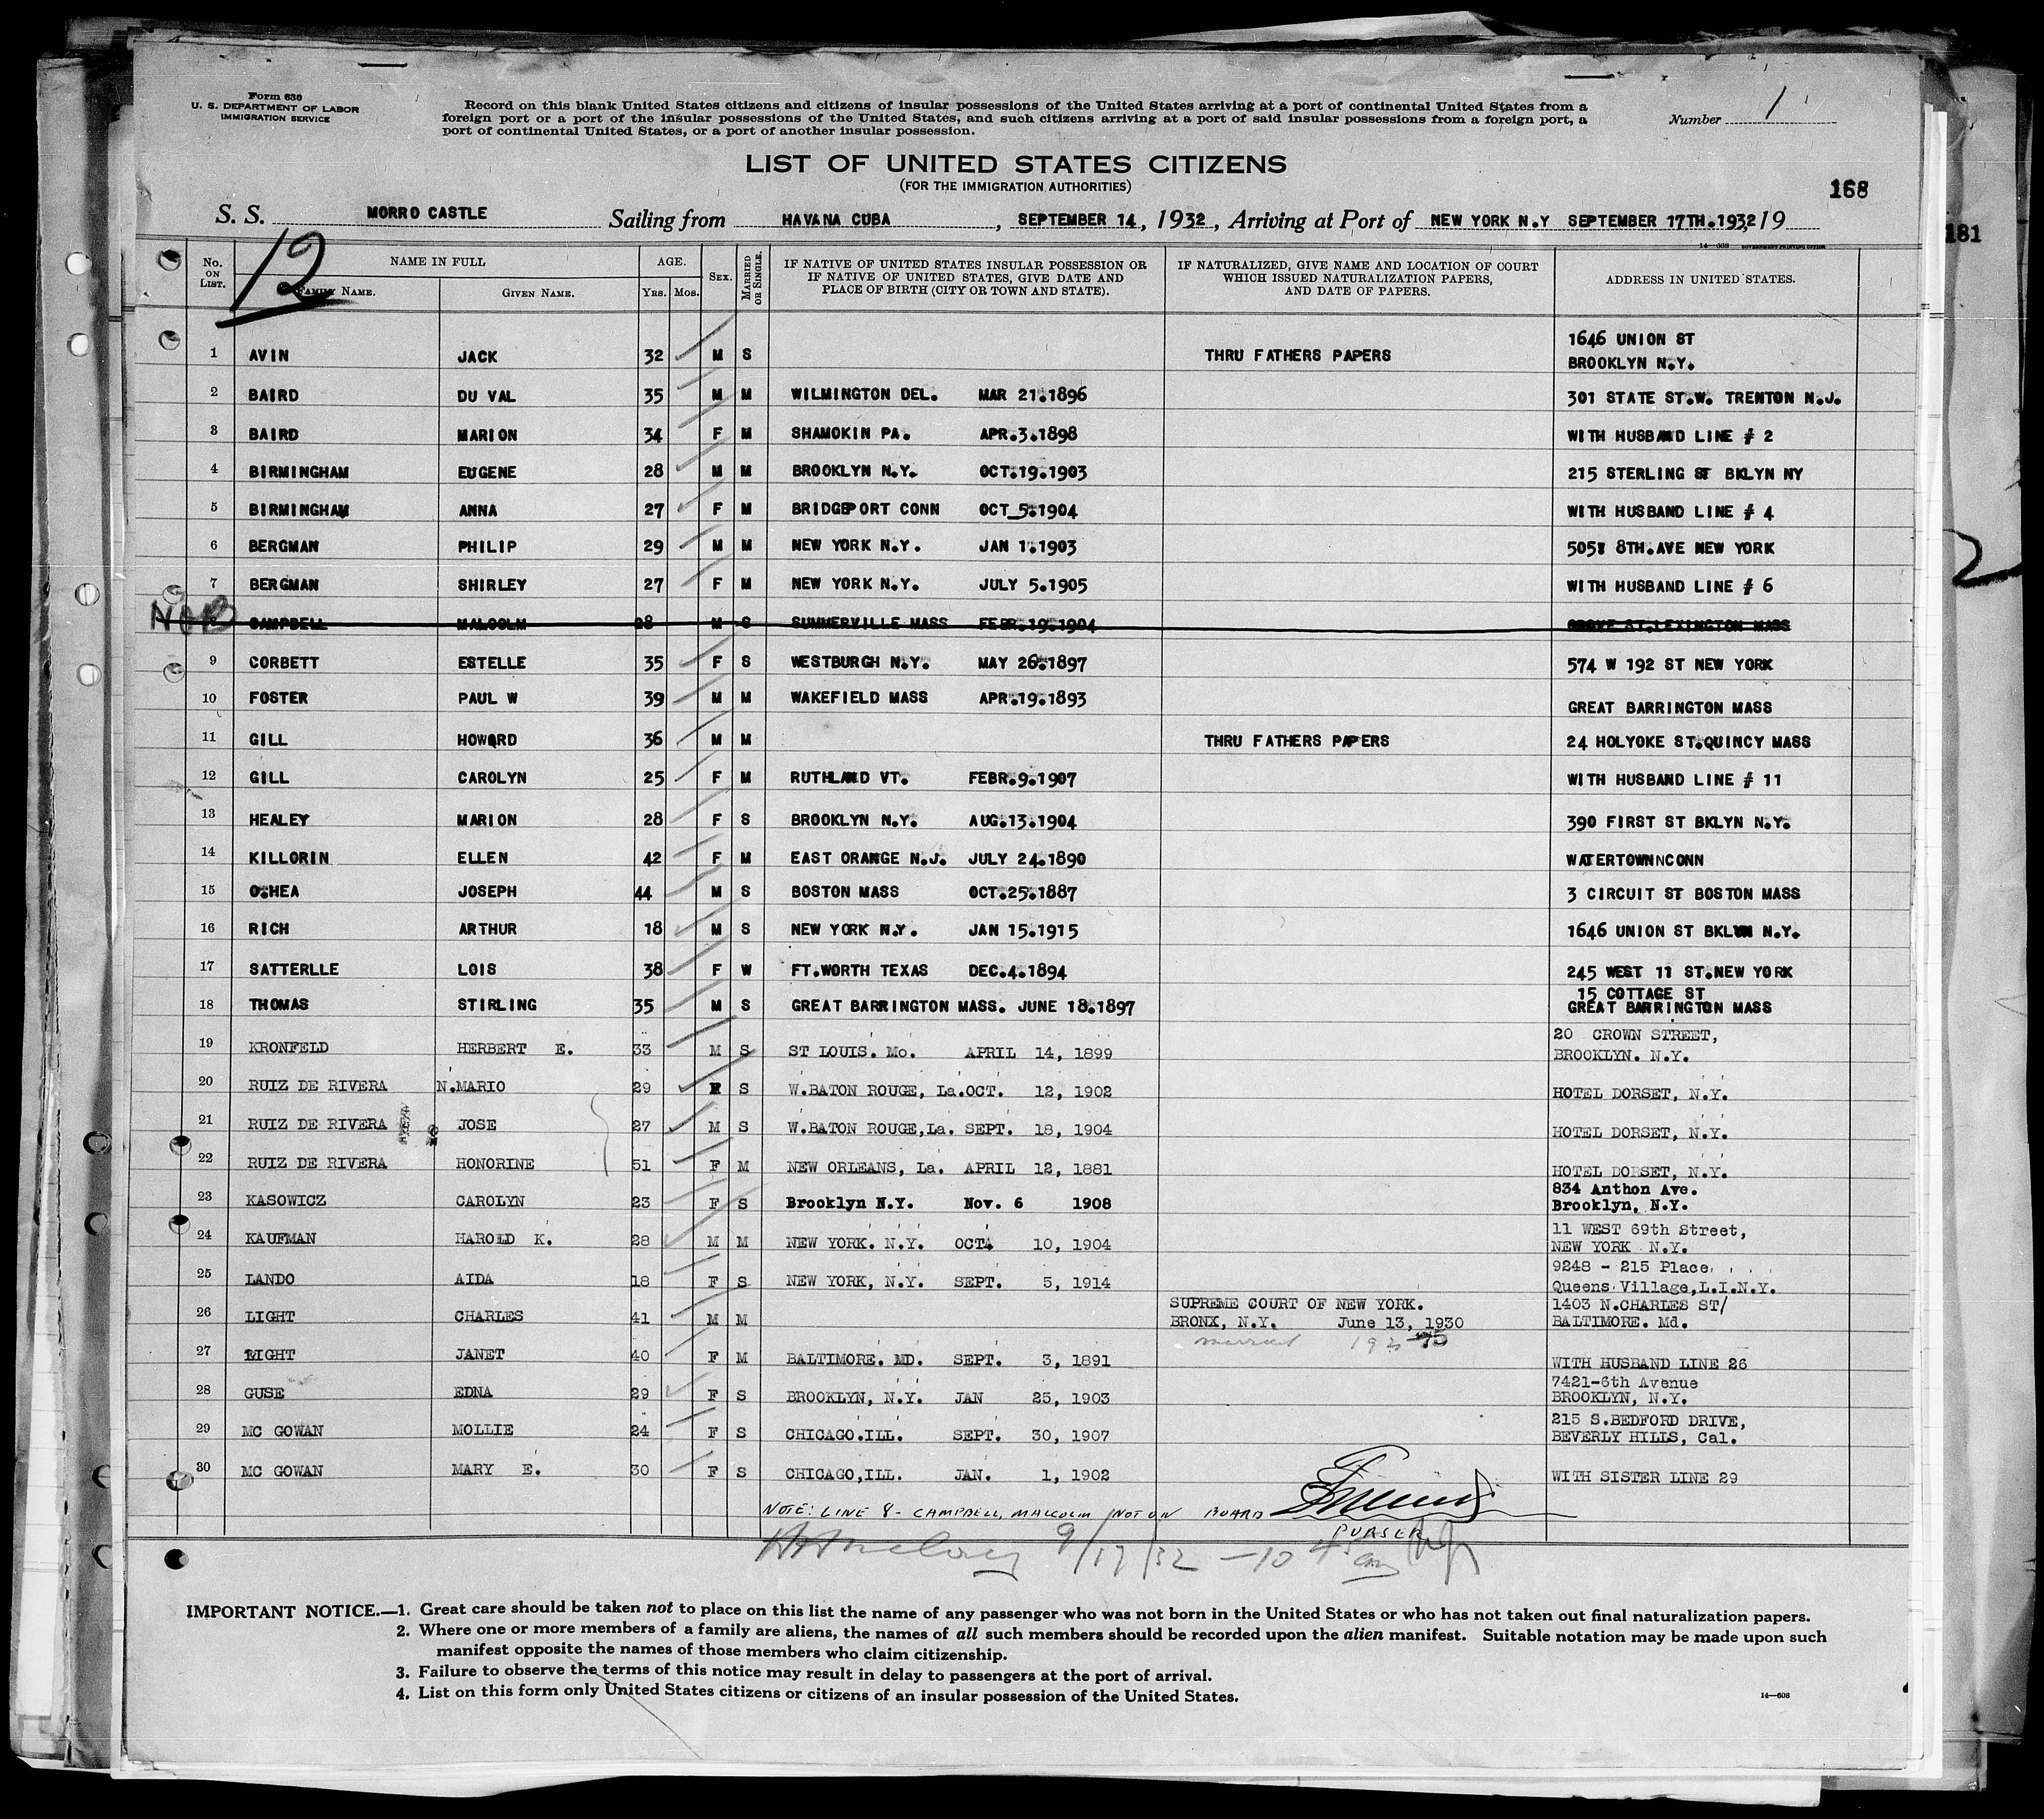 Form 630
U. S. DEPARTMENT OF LABOR
IMMIGRATION SERVICE
Record on this blank United States citizens and citizens of insular possessions of the United States arriving at a port of continental United States from a
foreign port or a port of the insular possessions of the United States, and such citizens arriving at a port of said insular possessions from a foreign port, a
port of continental United States, or a port of another insular possession.
Number 1
LIST OF UNITED STATES CITIZENS
(FOR THE IMMIGRATION AUTHORITIES)
168
181
S. S. MORRO CASTLE Sailing from HAVANA CUBA, SEPTEMBER 14, 1932, Arriving at Port of NEW YORK N.Y SEPTEMBER 17TH.1932, 19
14—608 GOVERNMENT PRINTING OFFICE
12
No. ON LIST. NAME IN FULL FAMILY NAME. GIVEN NAME. AGE. Yrs. Mos. SEX. MARRIED OR SINGLE. IF NATIVE OF UNITED STATES INSULAR POSSESSION OR IF NATIVE OF UNITED STATES, GIVE DATE AND PLACE OF BIRTH (CITY OR TOWN AND STATE). IF NATURALIZED, GIVE NAME AND LOCATION OF COURT WHICH ISSUED NATURALIZATION PAPERS, AND DATE OF PAPERS. ADDRESS IN UNITED STATES.
1 AVIN JACK 32 M S THRU FATHERS PAPERS 1646 UNION ST BROOKLYN N.Y.
2 BAIRD DU VAL 35 M M WILMINGTON DEL. MAR 21.1896 301 STATE ST.W. TRENTON N.J.
3 BAIRD MARION 34 F M SHAMOKIN PA. APR.3.1898 WITH HUSBAND LINE # 2
4 BIRMINGHAM EUGENE 28 M M BROOKLYN N.Y. OCT.19.1903 215 STERLING ST BKLYN NY
5 BIRMINGHAM ANNA 27 F M BRIDGEPORT CONN OCT 5.1904 WITH HUSBAND LINE # 4
6 BERGMAN PHILIP 29 M M NEW YORK N.Y. JAN 1.1903 505 8TH.AVE NEW YORK
7 BERGMAN SHIRLEY 27 F M NEW YORK N.Y. JULY 5.1905 WITH HUSBAND LINE # 6
NOB CAMPBELL MALCOLM 28 M S SUMMERVILLE MASS FEBR.19.1904 GROVE ST.LEXINGTON MASS
2
9 CORBETT ESTELLE 35 F S WESTBURGH N.Y. MAY 26.1897 574 W 192 ST NEW YORK
10 FOSTER PAUL W 39 M M WAKEFIELD MASS APR.19.1893 GREAT BARRINGTON MASS
11 GILL HOWARD 36 M M THRU FATHERS PAPERS 24 HOLYOKE ST.QUINCY MASS
12 GILL CAROLYN 25 F M RUTHLAND VT. FEBR.9.1907 WITH HUSBAND LINE # 11
13 HEALEY MARION 28 F S BROOKLYN N.Y. AUG.13.1904 390 FIRST ST BKLYN N.Y.
14 KILLORIN ELLEN 42 F M EAST ORANGE N.J. JULY 24.1890 WATERTOWNNCONN
15 O.HEA JOSEPH 44 M S BOSTON MASS OCT.25.1887 3 CIRCUIT ST BOSTON MASS
16 RICH ARTHUR 18 M S NEW YORK N.Y. JAN 15.1915 1646 UNION ST BKLYN N.Y.
17 SATTERLLE LOIS 38 F W FT.WORTH TEXAS DEC.4.1894 245 WEST 11 ST.NEW YORK
18 THOMAS STIRLING 35 M S GREAT BARRINGTON MASS. JUNE 18.1897 15 COTTAGE ST GREAT BARRINGTON MASS
19 KRONFELD HERBERT E. 33 M S ST LOUIS. Mo. APRIL 14, 1899 20 CROWN STREET, BROOKLYN. N.Y.
20 RUIZ DE RIVERA N.MARIO 29 S W.BATON ROUGE, La.OCT. 12, 1902 HOTEL DORSET, N.Y.
21 RUIZ DE RIVERA JOSE 27 M S W.BATON ROUGE,La. SEPT. 18, 1904 HOTEL DORSET, N.Y.
22 RUIZ DE RIVERA HONORINE 51 F M NEW ORLEANS, La. APRIL 12, 1881 HOTEL DORSET, N.Y.
23 KASOWICZ CAROLYN 23 F S Brooklyn N.Y. Nov. 6 1908 834 Anthon Ave. Brooklyn, N.Y.
24 KAUFMAN HAROLD K. 28 M M NEW YORK. N.Y. OCT. 10, 1904 11 WEST 69th Street, NEW YORK N.Y.
25 LANDO AIDA 18 F S NEW YORK, N.Y. SEPT. 5, 1914 9248 - 215 Place, Queens Village,L.I.N.Y.
26 LIGHT CHARLES 41 M M SUPREME COURT OF NEW YORK. BRONX, N.Y. June 13, 1930 1403 N.CHARLES ST/ BALTIMORE. Md.
27 LIGHT JANET 40 F M BALTIMORE. MD. SEPT. 3, 1891 WITH HUSBAND LINE 26
28 GUSE EDNA 29 F S BROOKLYN, N.Y. JAN 25, 1903 7421-6th Avenue BROOKLYN, N.Y.
29 MC GOWAN MOLLIE 24 F S CHICAGO.ILL. SEPT. 30, 1907 215 S.BEDFORD DRIVE, BEVERLY HILLS, Cal.
30 MC GOWAN MARY E. 30 F S CHICAGO,ILL. JAN. 1, 1902 WITH SISTER LINE 29
NOTE: LINE 8 - CAMPBELL, MALCOLM NOT ON BOARD
PURSER
9/17/32 - 10 45 am
IMPORTANT NOTICE.—1. Great care should be taken not to place on this list the name of any passenger who was not born in the United States or who has not taken out final naturalization papers.
2. Where one or more members of a family are aliens, the names of all such members should be recorded upon the alien manifest. Suitable notation may be made upon such
manifest opposite the names of those members who claim citizenship.
3. Failure to observe the terms of this notice may result in delay to passengers at the port of arrival.
4. List on this form only United States citizens or citizens of an insular possession of the United States.
14—608